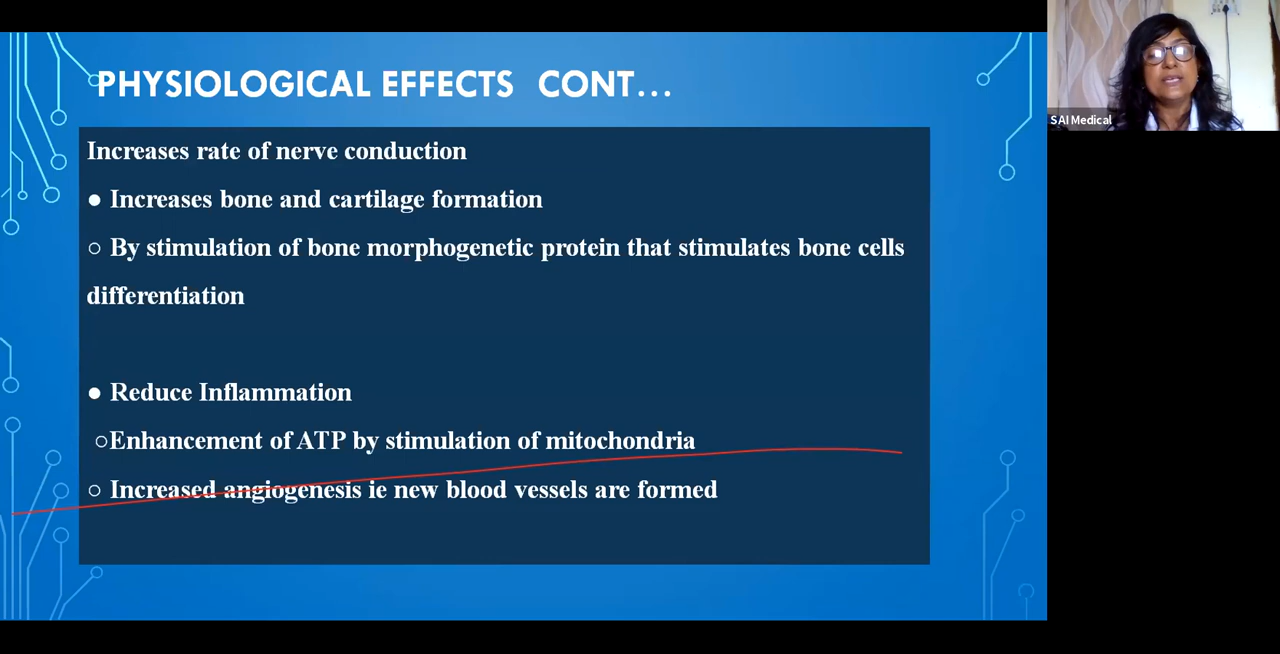 PHYSIOLOGICAL EFFECTS CONT...
SAI Medical
Increases rate of nerve conduction
● Increases bone and cartilage formation
○ By stimulation of bone morphogenetic protein that stimulates bone cells
differentiation
● Reduce Inflammation
○Enhancement of ATP by stimulation of mitochondria
○ Increased angiogenesis ie new blood vessels are formed